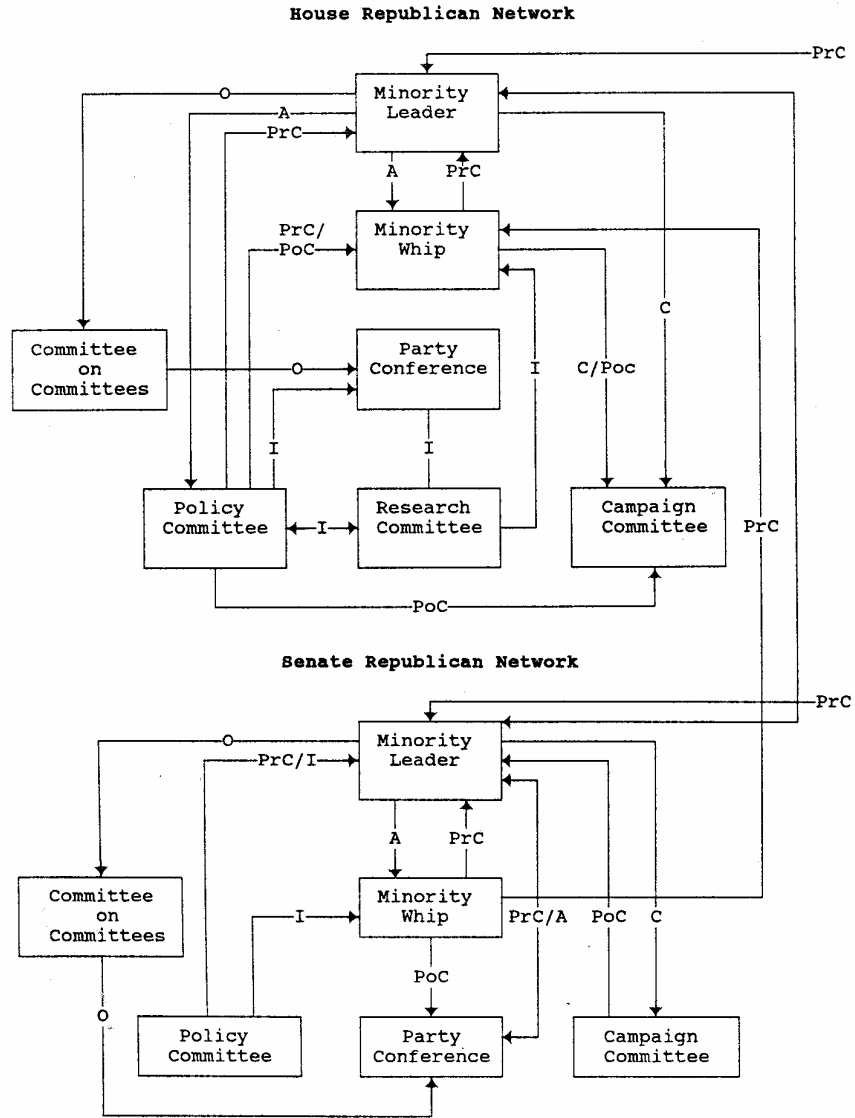 House Republican Network
PrC
Minority
Leader
O
A
PrC
A
PrC
PrC/
PoC
Minority
Whip
C
Committee
on
Committees
O
Party
Conference
I
C/Poc
I
I
Policy
Committee
I
Research
Committee
Campaign
Committee
PrC
PoC
Senate Republican Network
PrC
O
Minority
Leader
PrC/I
A
PrC
Committee
on
Committees
I
Minority
Whip
PrC/A
PoC
C
PoC
O
Policy
Committee
Party
Conference
Campaign
Committee